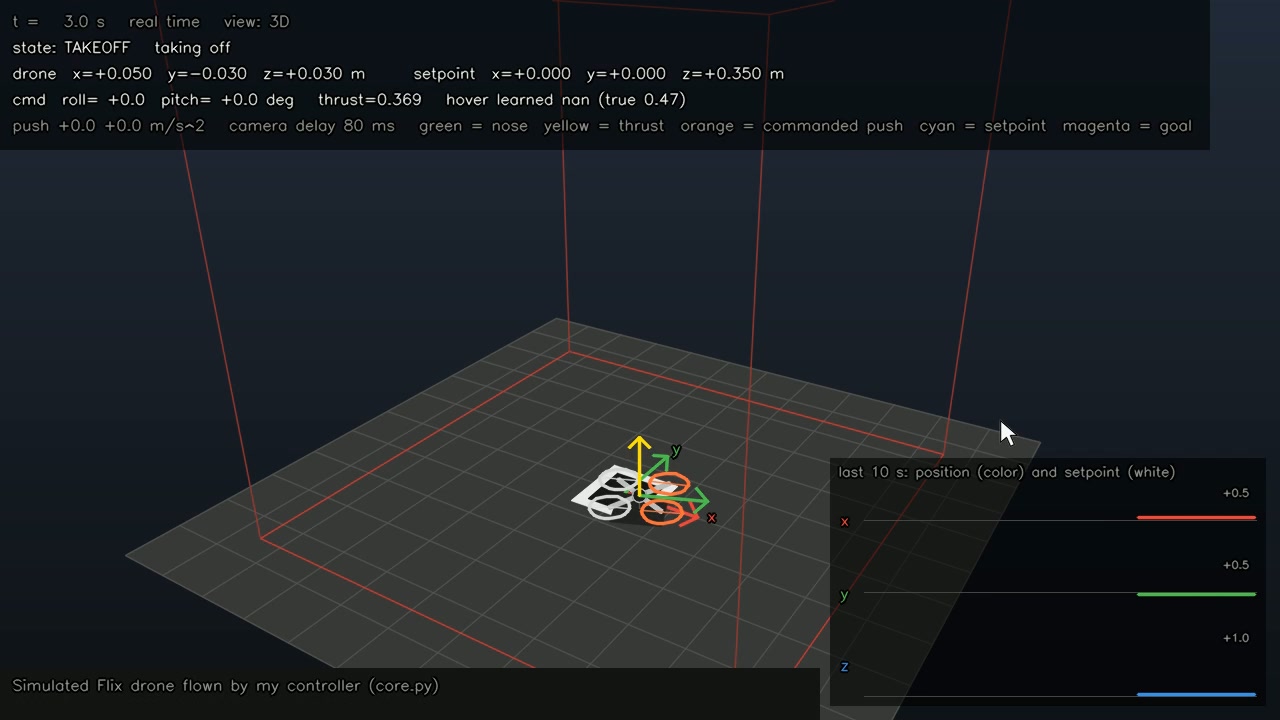 t =   3.0 s   real time   view: 3D
state: TAKEOFF   taking off
drone  x=+0.050  y=−0.030  z=+0.030 m      setpoint  x=+0.000  y=+0.000  z=+0.350 m
cmd  roll= +0.0  pitch= +0.0 deg   thrust=0.369   hover learned nan (true 0.47)
push +0.0 +0.0 m/s^2   camera delay 80 ms   green = nose  yellow = thrust  orange = commanded push  cyan = setpoint  magenta = goal
y
x
last 10 s: position (color) and setpoint (white)
+0.5
x
+0.5
y
+1.0
z
Simulated Flix drone flown by my controller (core.py)